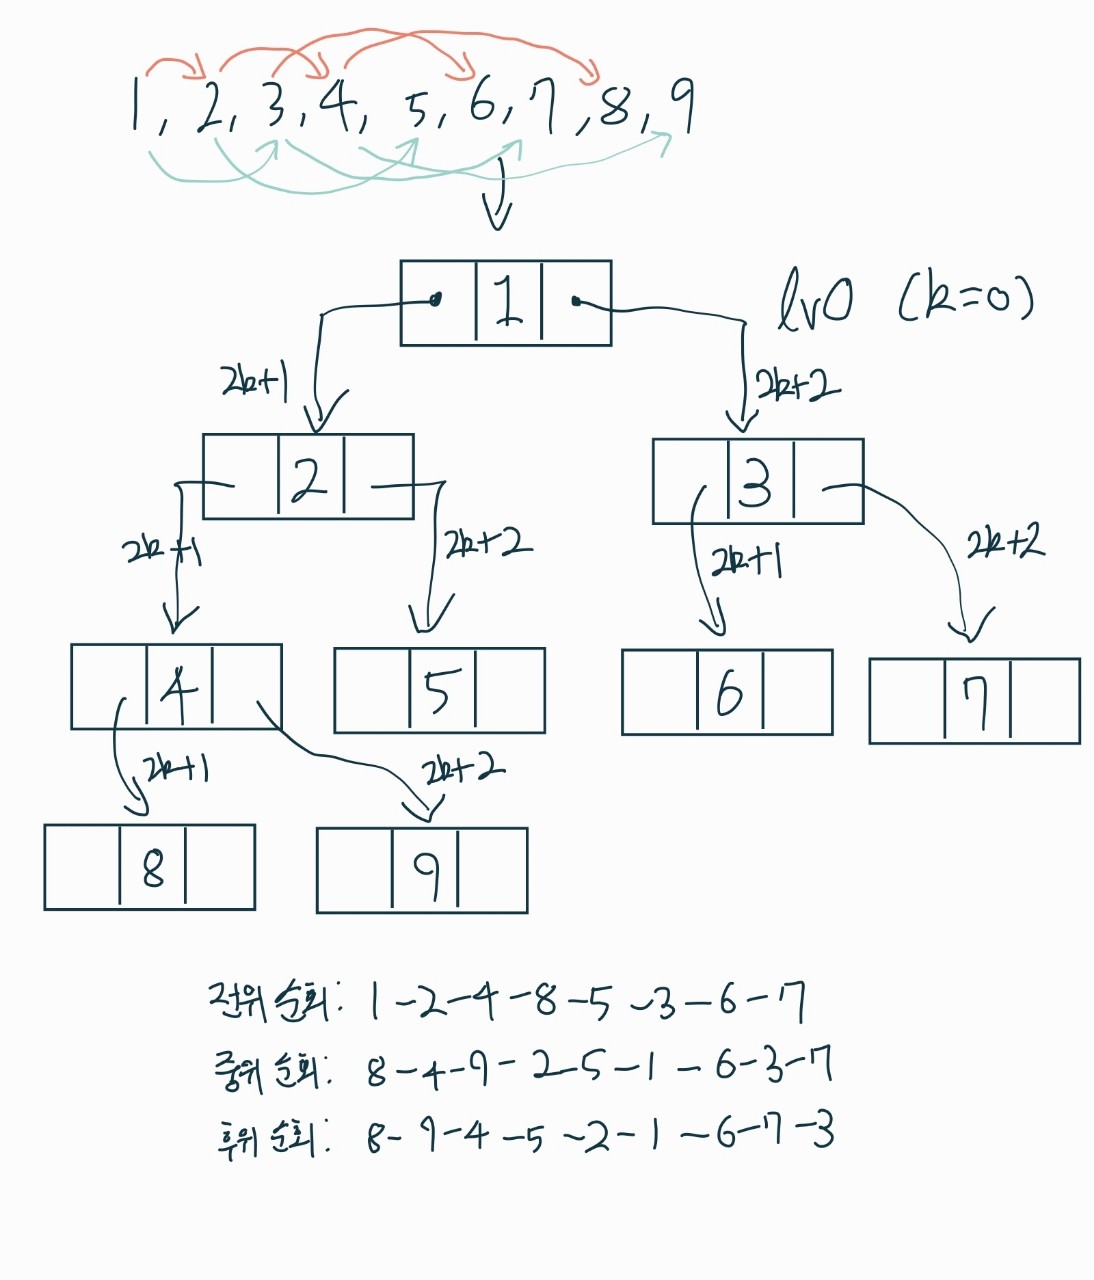 1, 2, 3, 4, 5, 6, 7, 8, 9
1
lv0 (k=0)
2k+1
2k+2
2
3
2k+1
2k+2
2k+1
2k+2
4
5
6
7
2k+1
2k+2
8
9
전위 순회: 1-2-4-8-5-3-6-7
중위 순회: 8-4-9-2-5-1-6-3-7
후위 순회: 8-9-4-5-2-1-6-7-3